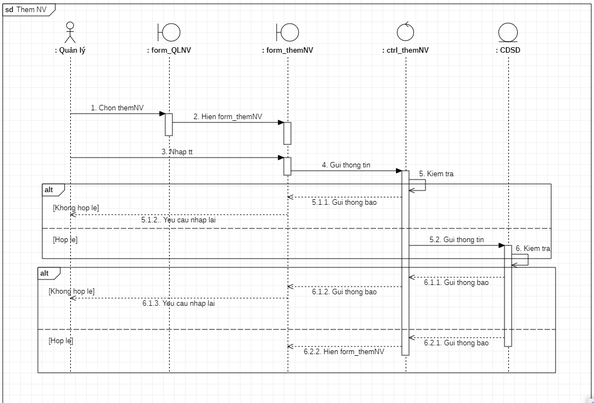 sd Them NV
: Quản lý
: form_QLNV
: form_themNV
: ctrl_themNV
: CDSD
1. Chon themNV
2. Hien form_themNV
3. Nhap tt
4. Gui thong tin
5. Kiem tra
alt
5.1.1. Gui thong bao
[Khong hop le]
5.1.2.. Yeu cau nhap lai
[Hop le]
5.2. Gui thong tin
6. Kiem tra
alt
6.1.1. Gui thong bao
[Khong hop le]
6.1.2. Gui thong bao
6.1.3. Yeu cau nhap lai
[Hop le]
6.2.1. Gui thong bao
6.2.2. Hien form_themNV